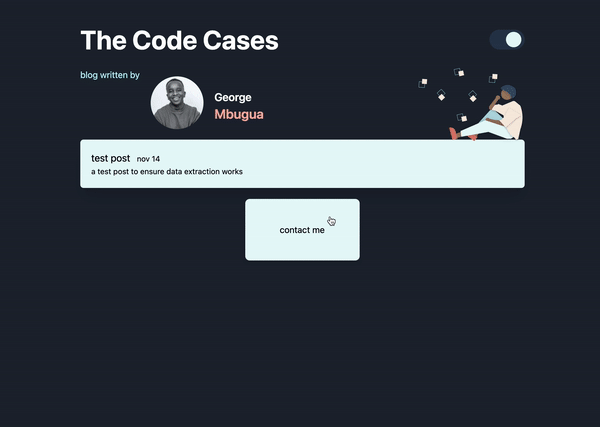 The Code Cases
blog written by
George
Mbugua
test post nov 14
a test post to ensure data extraction works
contact me